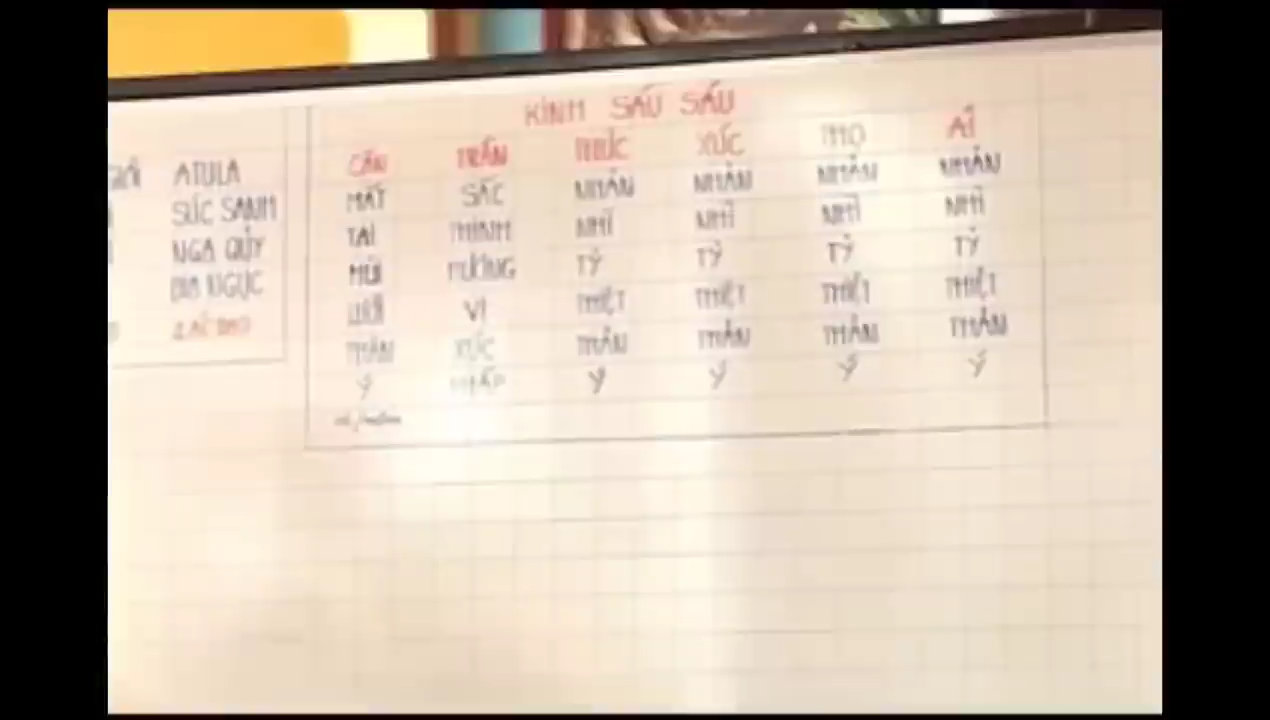 KINH SÁU SÁU
CĂN TRẦN THỨC XÚC THỌ ÁI
MẮT SẮC NHÃN NHÃN NHÃN NHÃN
TAI THINH NHĨ NHĨ NHĨ NHĨ
MŨI HƯƠNG TỶ TỶ TỶ TỶ
LƯỠI VỊ THIỆT THIỆT THIỆT THIỆT
THÂN XÚC THÂN THÂN THÂN THÂN
Ý PHÁP Ý Ý Ý Ý
ATULA
SÚC SANH
NGẠ QUỶ
ĐỊA NGỤC